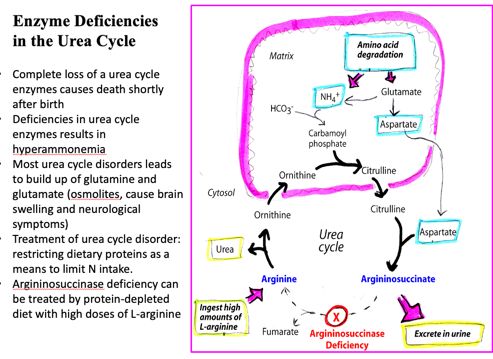 Enzyme Deficiencies
in the Urea Cycle
Complete loss of a urea cycle
enzymes causes death shortly
after birth
Deficiencies in urea cycle
enzymes results in
hyperammonemia
Most urea cycle disorders leads
to build up of glutamine and
glutamate (osmolites, cause brain
swelling and neurological
symptoms)
Treatment of urea cycle disorder:
restricting dietary proteins as a
means to limit N intake.
Argininosuccinase deficiency can
be treated by protein-depleted
diet with high doses of L-arginine
Matrix
Amino acid
degradation
NH₄⁺
Glutamate
HCO₃⁻
Aspartate
Carbamoyl
phosphate
Ornithine
Citrulline
Cytosol
Ornithine
Citrulline
Urea
Urea
cycle
Aspartate
Arginine
Argininosuccinate
Ingest high
amounts of
L-arginine
X
Fumarate
Argininosuccinase
Deficiency
Excrete in urine